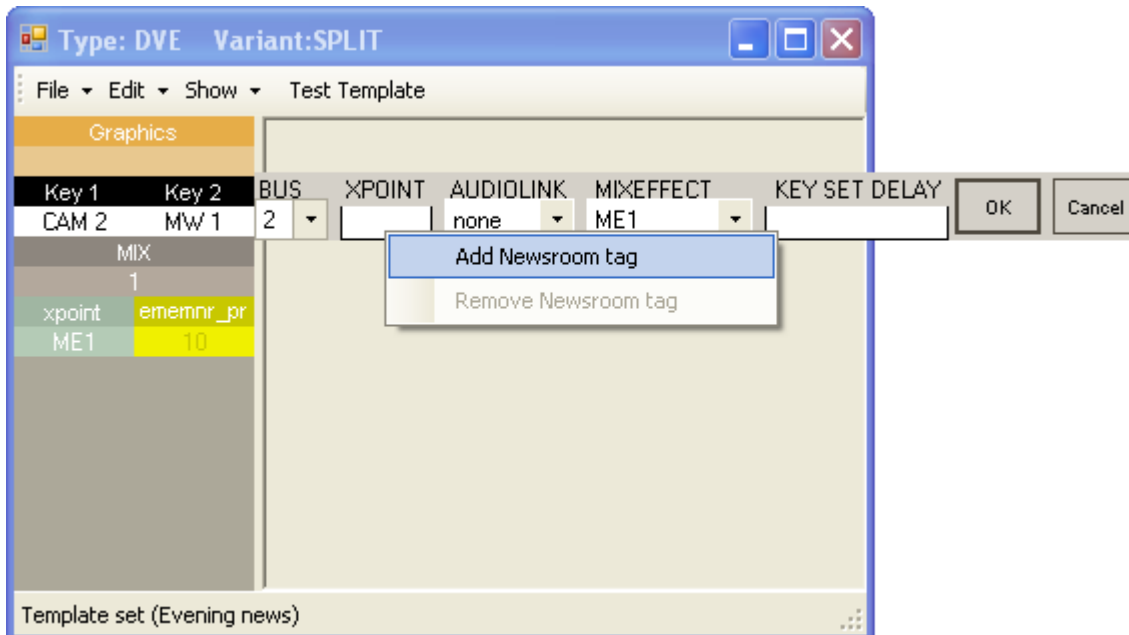 Type: DVE Variant:SPLIT
File Edit Show Test Template
Graphics
Key 1 Key 2 BUS XPOINT AUDIOLINK MIXEFFECT KEY SET DELAY OK Cancel
CAM 2 MW 1 2 none ME1
MIX
Add Newsroom tag
1
Remove Newsroom tag
xpoint ememnr_pr
ME1 10
Template set (Evening news)